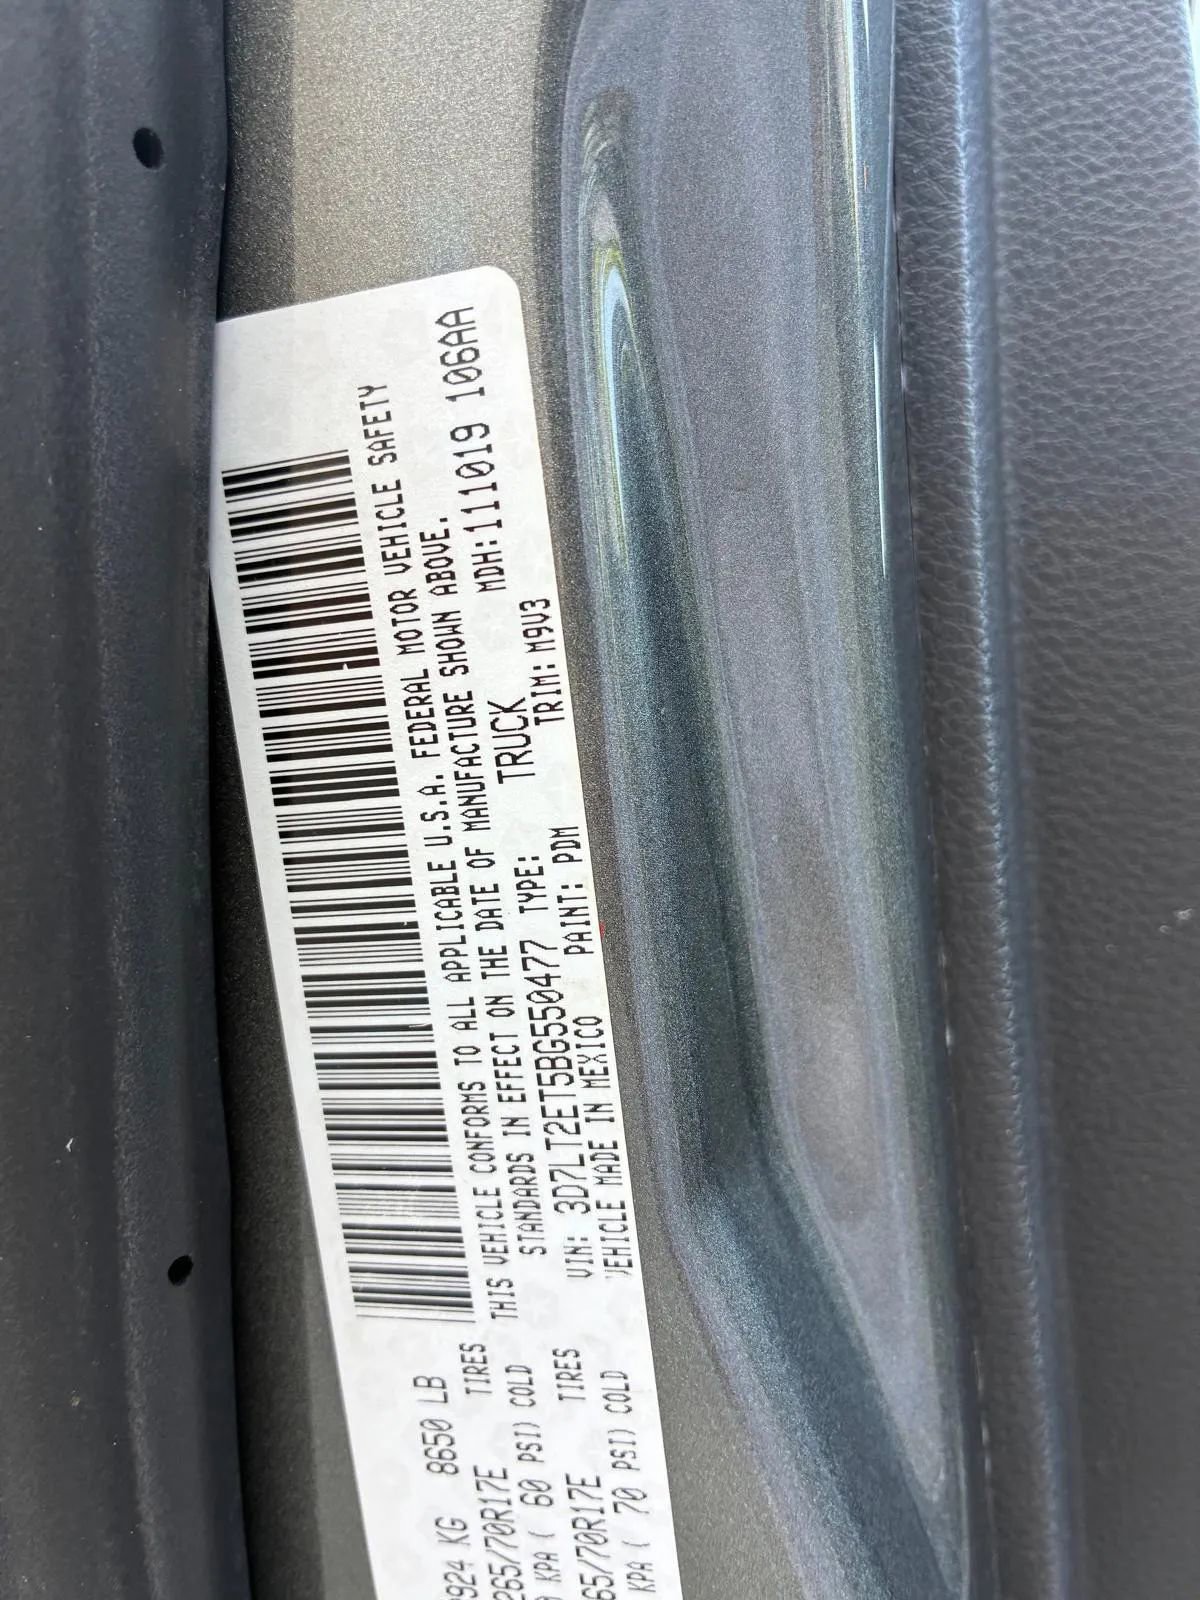 924 KG 8650 LB
265/70R17E TIRES
KPA ( 60 PSI) COLD
65/70R17E TIRES
KPA ( 70 PSI) COLD
THIS VEHICLE CONFORMS TO ALL APPLICABLE U.S.A. FEDERAL MOTOR VEHICLE SAFETY
STANDARDS IN EFFECT ON THE DATE OF MANUFACTURE SHOWN ABOVE.
MDH:111019 106AA
VIN: 3D7LT2ET5BG550477 TYPE: TRUCK
VEHICLE MADE IN MEXICO PAINT: PDM TRIM: M9V3